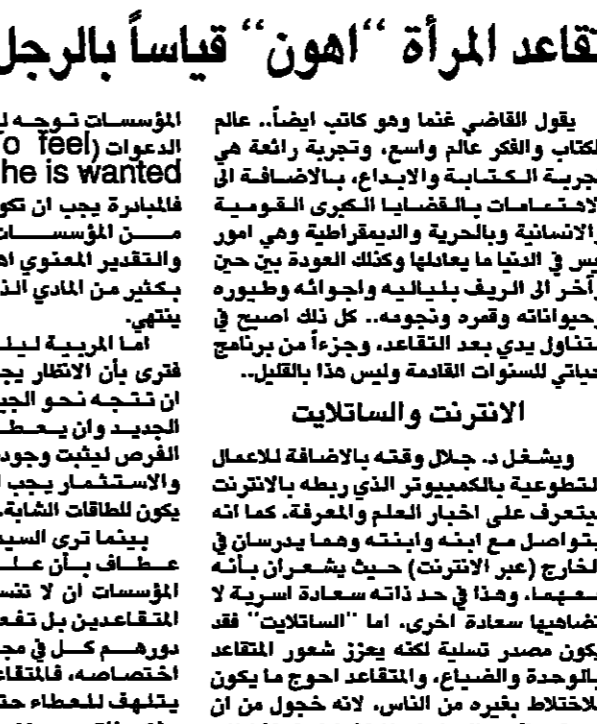 تقاعد المرأة “اهون“ قياساً بالرجل
يقول القاضي غنما وهو كاتب ايضاً.. عالم
الكتاب والفكر عالم واسع، وتجربة رائعة هي
تجربة الكتابة والابداع، بالاضافة الى
الاهتمامات بالقضايا الكبرى القومية
والانسانية وبالحرية والديمقراطية وهي امور
ليس في الدنيا ما يعادلها وكذلك العودة بين حين
وآخر الى الريف بلياليه واجوائه وطيوره
وحيواناته وقمره ونجومه.. كل ذلك اصبح في
متناول يدي بعد التقاعد، وجزءاً من برنامج
حياتي للسنوات القادمة وليس هذا بالقليل..
الانترنت والساتلايت
ويشغل د. جلال وقته بالاضافة للاعمال
التطوعية بالكمبيوتر الذي ربطه بالانترنت
ليتعرف على اخبار العلم والمعرفة، كما انه
يتواصل مع ابنه وابنته وهما يدرسان في
الخارج (عبر الانترنت) حيث يشعران بأنه
معهما، وهذا في حد ذاته سعادة اسرية لا
تضاهيها سعادة اخرى، اما "الساتلايت" فقد
يكون مصدر تسلية لكنه يعزز شعور المتقاعد
بالوحدة والضياع، والمتقاعد احوج ما يكون
للاختلاط بغيره من الناس، لانه خجول من ان
المؤسسات توجه
الدعوات (o feel
he is wanted
فالمبادرة يجب ان
من المؤسسات
والتقدير المعنوي
بكثير من المادي
ينتهي.
اما المربية
فترى بأن الانظار
ان تتجه نحو
الجديد وان
الفرص ليثبت
والاستثمار يجب
يكون للطاقات الشابة.
بينما ترى
عطاف بأن
المؤسسات ان لا
المتقاعدين بل
دورهم كل في
اختصاصه،
يتلهف للعطاء